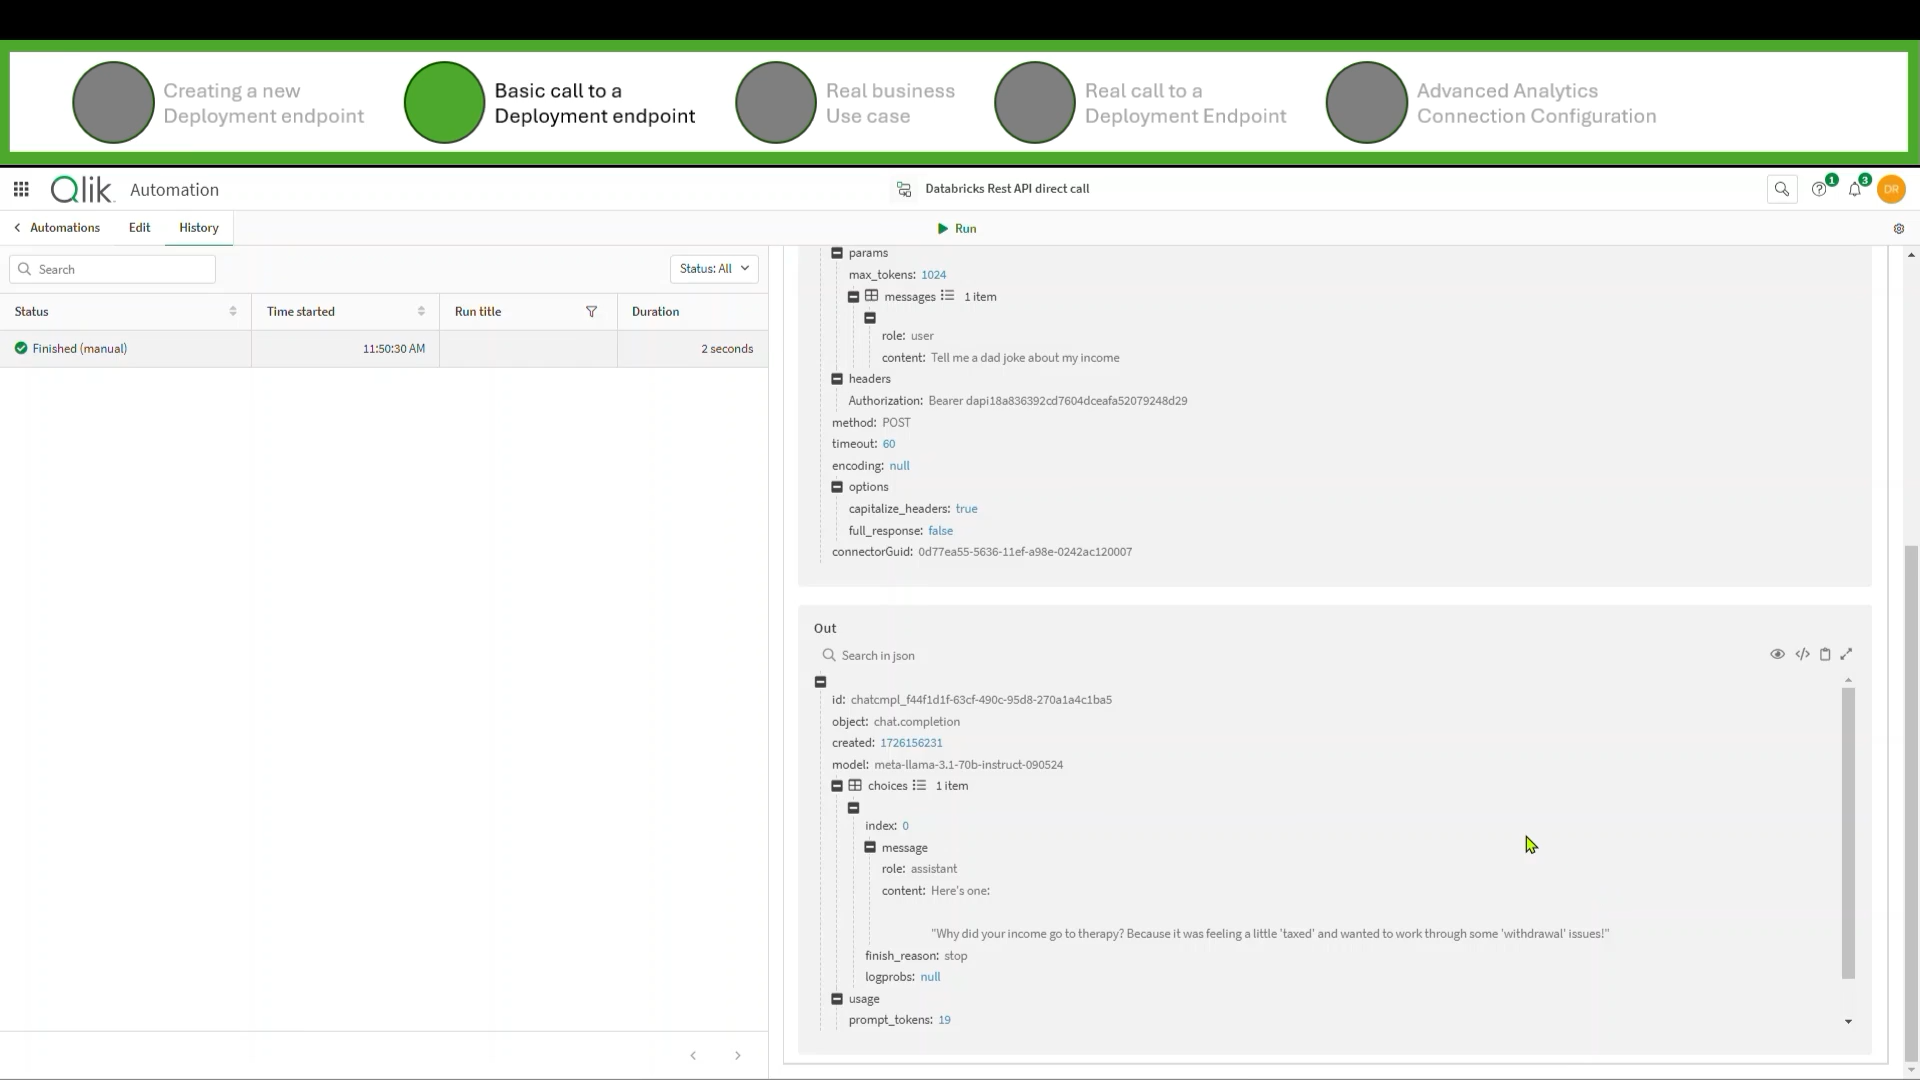 Creating a new
Deployment endpoint
Basic call to a
Deployment endpoint
Real business
Use case
Real call to a
Deployment Endpoint
Advanced Analytics
Connection Configuration
Qlik Automation
Databricks Rest API direct call
1
3
DR
Automations
Edit
History
Run
Search
Status: All
Status
Time started
Run title
Duration
Finished (manual)
11:50:30 AM
2 seconds
params
max_tokens: 1024
messages 1 item
role: user
content: Tell me a dad joke about my income
headers
Authorization: Bearer dapi18a836392cd7604dceafa52079248d29
method: POST
timeout: 60
encoding: null
options
capitalize_headers: true
full_response: false
connectorGuid: 0d77ea55-5636-11ef-a98e-0242ac120007
Out
Search in json
id: chatcmpl_f44f1d1f-63cf-490c-95d8-270a1a4c1ba5
object: chat.completion
created: 1726156231
model: meta-llama-3.1-70b-instruct-090524
choices 1 item
index: 0
message
role: assistant
content: Here's one:
"Why did your income go to therapy? Because it was feeling a little 'taxed' and wanted to work through some 'withdrawal' issues!"
finish_reason: stop
logprobs: null
usage
prompt_tokens: 19